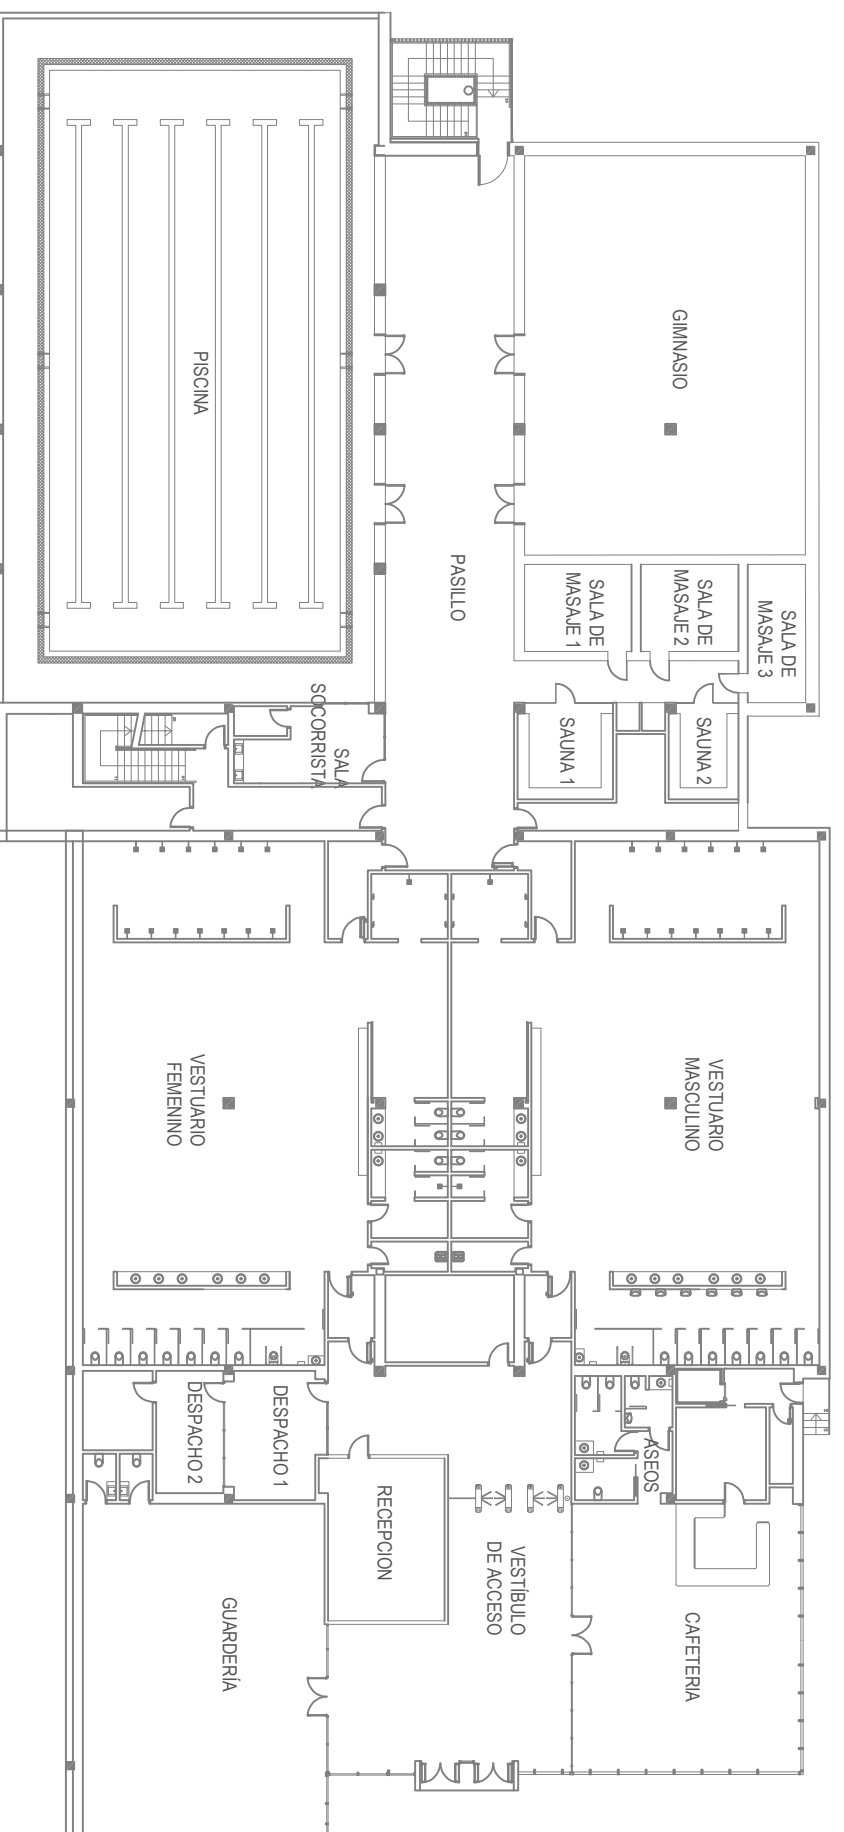 GIMNASIO
PISCINA
PASILLO
SALA DE
MASAJE 1
SALA DE
MASAJE 2
SALA DE
MASAJE 3
SALA
SOCORRISTA
SAUNA 1
SAUNA 2
VESTUARIO
FEMENINO
VESTUARIO
MASCULINO
DESPACHO 2
DESPACHO 1
ASEOS
RECEPCION
VESTÍBULO
DE ACCESO
GUARDERÍA
CAFETERIA